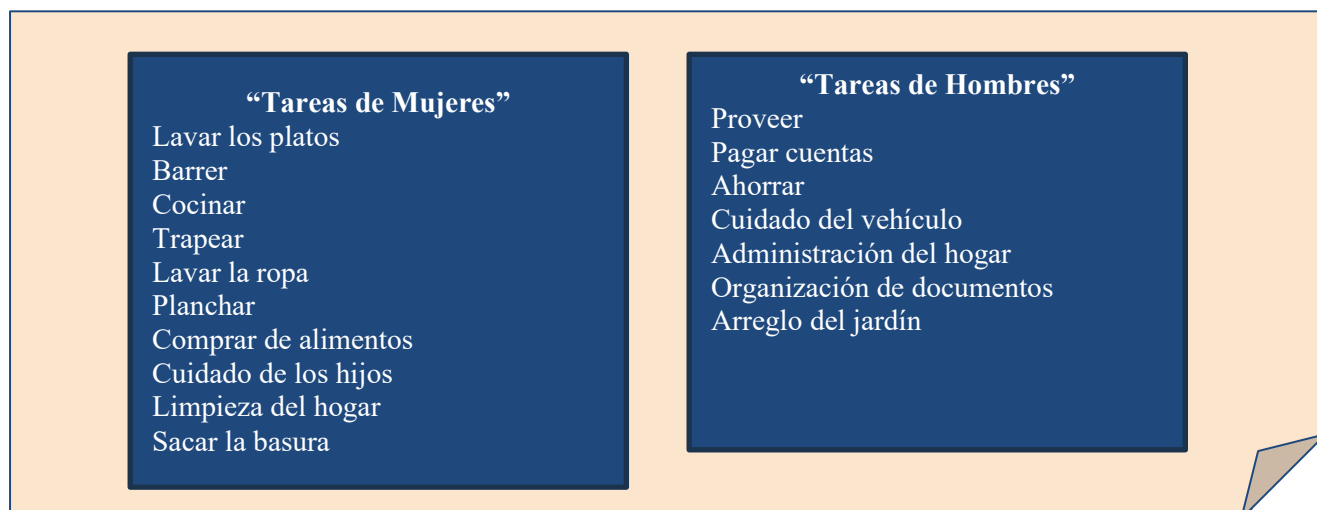 “Tareas de Mujeres”
Lavar los platos
Barrer
Cocinar
Trapear
Lavar la ropa
Planchar
Comprar de alimentos
Cuidado de los hijos
Limpieza del hogar
Sacar la basura
“Tareas de Hombres”
Proveer
Pagar cuentas
Ahorrar
Cuidado del vehículo
Administración del hogar
Organización de documentos
Arreglo del jardín